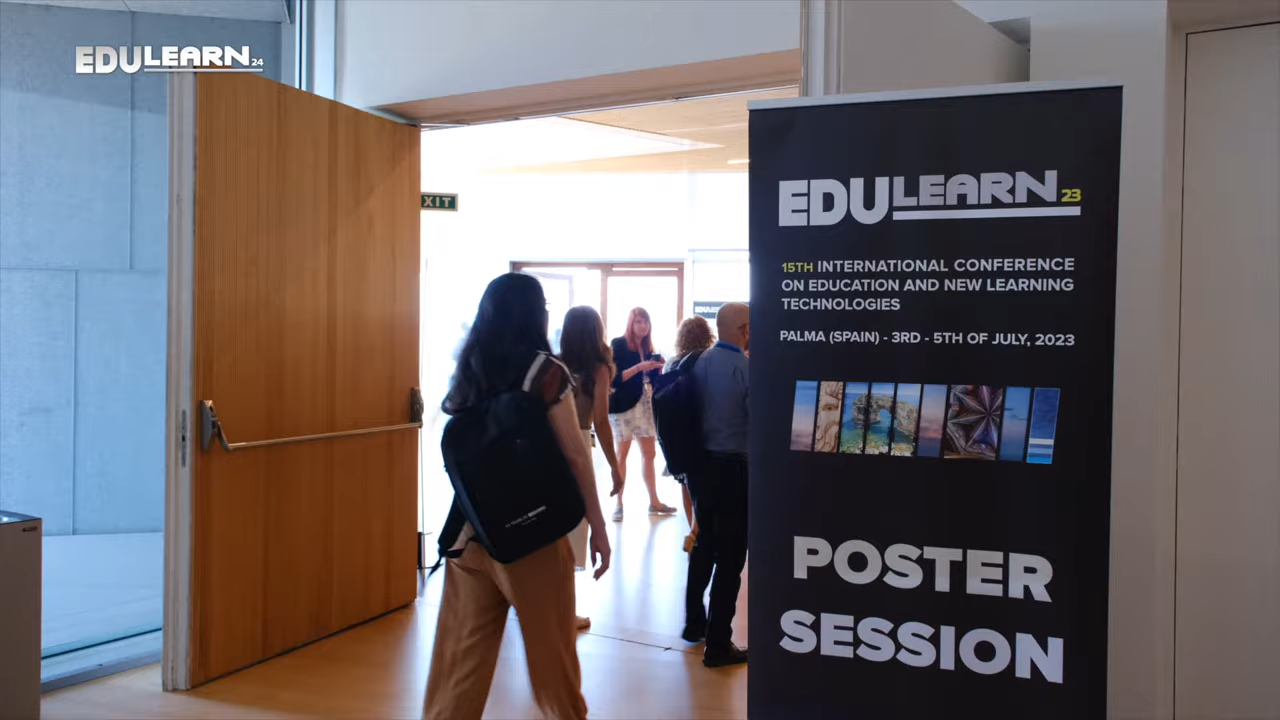 EDULEARN24
EXIT
EDULEARN23
15TH INTERNATIONAL CONFERENCE
ON EDUCATION AND NEW LEARNING
TECHNOLOGIES
PALMA (SPAIN) - 3RD - 5TH OF JULY, 2023
POSTER
SESSION